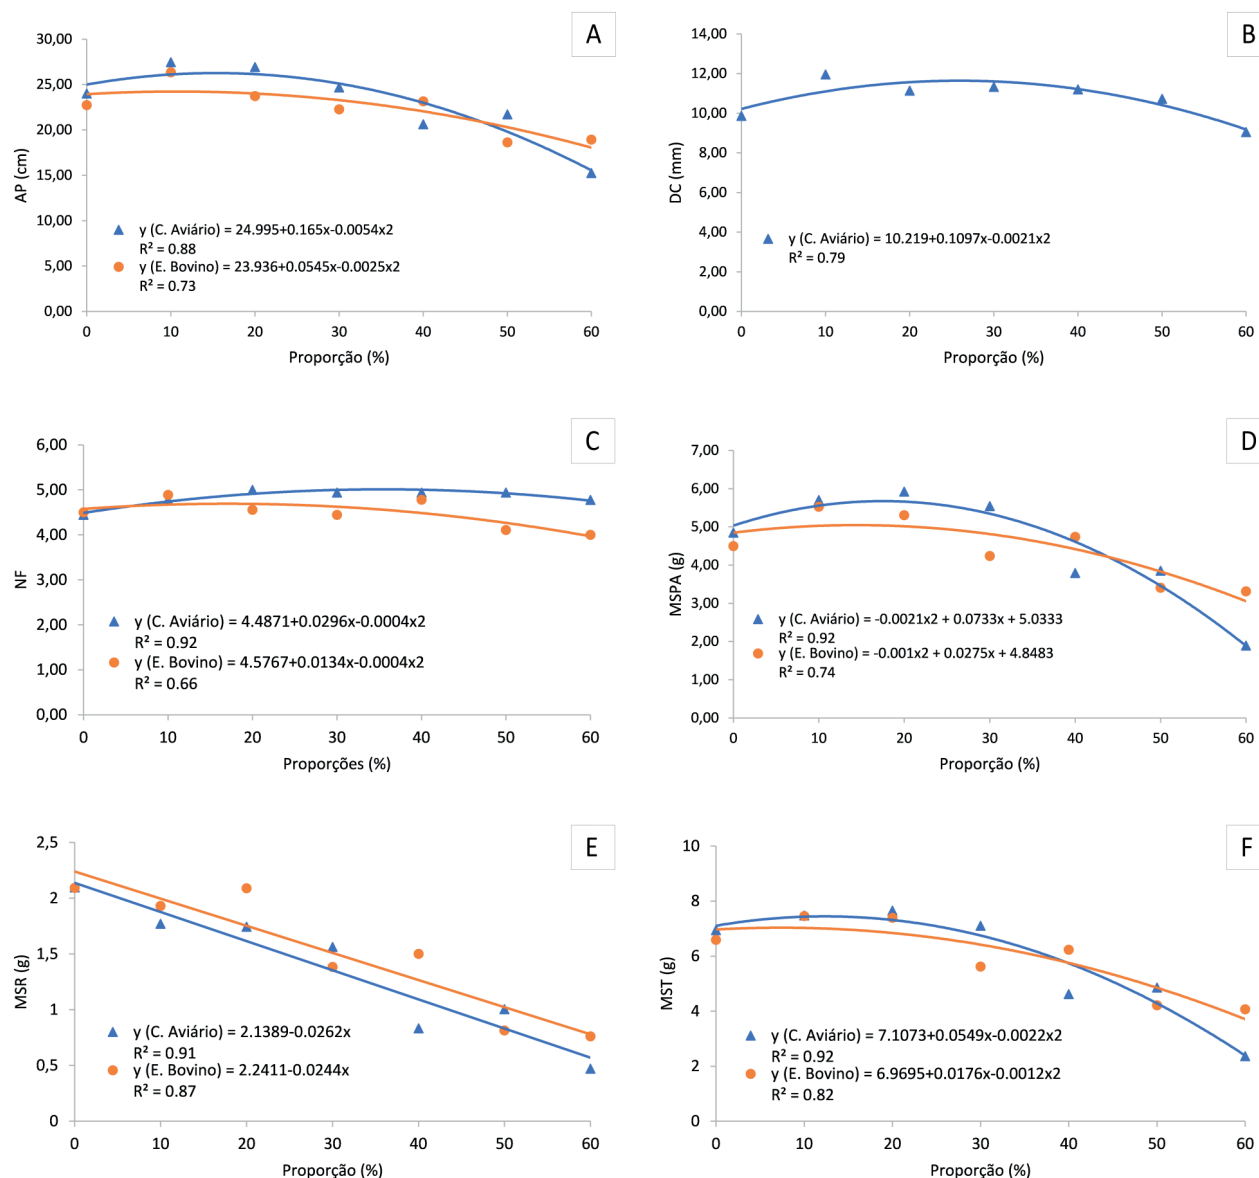 A
30,00
25,00
20,00
15,00
10,00
5,00
0,00
AP (cm)
y (C. Aviário) = 24.995+0.165x-0.0054x2
R² = 0.88
y (E. Bovino) = 23.936+0.0545x-0.0025x2
R² = 0.73
0 10 20 30 40 50 60
Proporção (%)
B
14,00
12,00
10,00
8,00
6,00
4,00
2,00
0,00
DC (mm)
y (C. Aviário) = 10.219+0.1097x-0.0021x2
R² = 0.79
0 10 20 30 40 50 60
Proporção (%)
C
6,00
5,00
4,00
3,00
2,00
1,00
0,00
NF
y (C. Aviário) = 4.4871+0.0296x-0.0004x2
R² = 0.92
y (E. Bovino) = 4.5767+0.0134x-0.0004x2
R² = 0.66
0 10 20 30 40 50 60
Proporções (%)
D
7,00
6,00
5,00
4,00
3,00
2,00
1,00
0,00
MSPA (g)
y (C. Aviário) = -0.0021x2 + 0.0733x + 5.0333
R² = 0.92
y (E. Bovino) = -0.001x2 + 0.0275x + 4.8483
R² = 0.74
0 10 20 30 40 50 60
Proporção (%)
E
2,5
2
1,5
1
0,5
0
MSR (g)
y (C. Aviário) = 2.1389-0.0262x
R² = 0.91
y (E. Bovino) = 2.2411-0.0244x
R² = 0.87
0 10 20 30 40 50 60
Proporção (%)
F
10
8
6
4
2
0
MST (g)
y (C. Aviário) = 7.1073+0.0549x-0.0022x2
R² = 0.92
y (E. Bovino) = 6.9695+0.0176x-0.0012x2
R² = 0.82
0 10 20 30 40 50 60
Proporção (%)